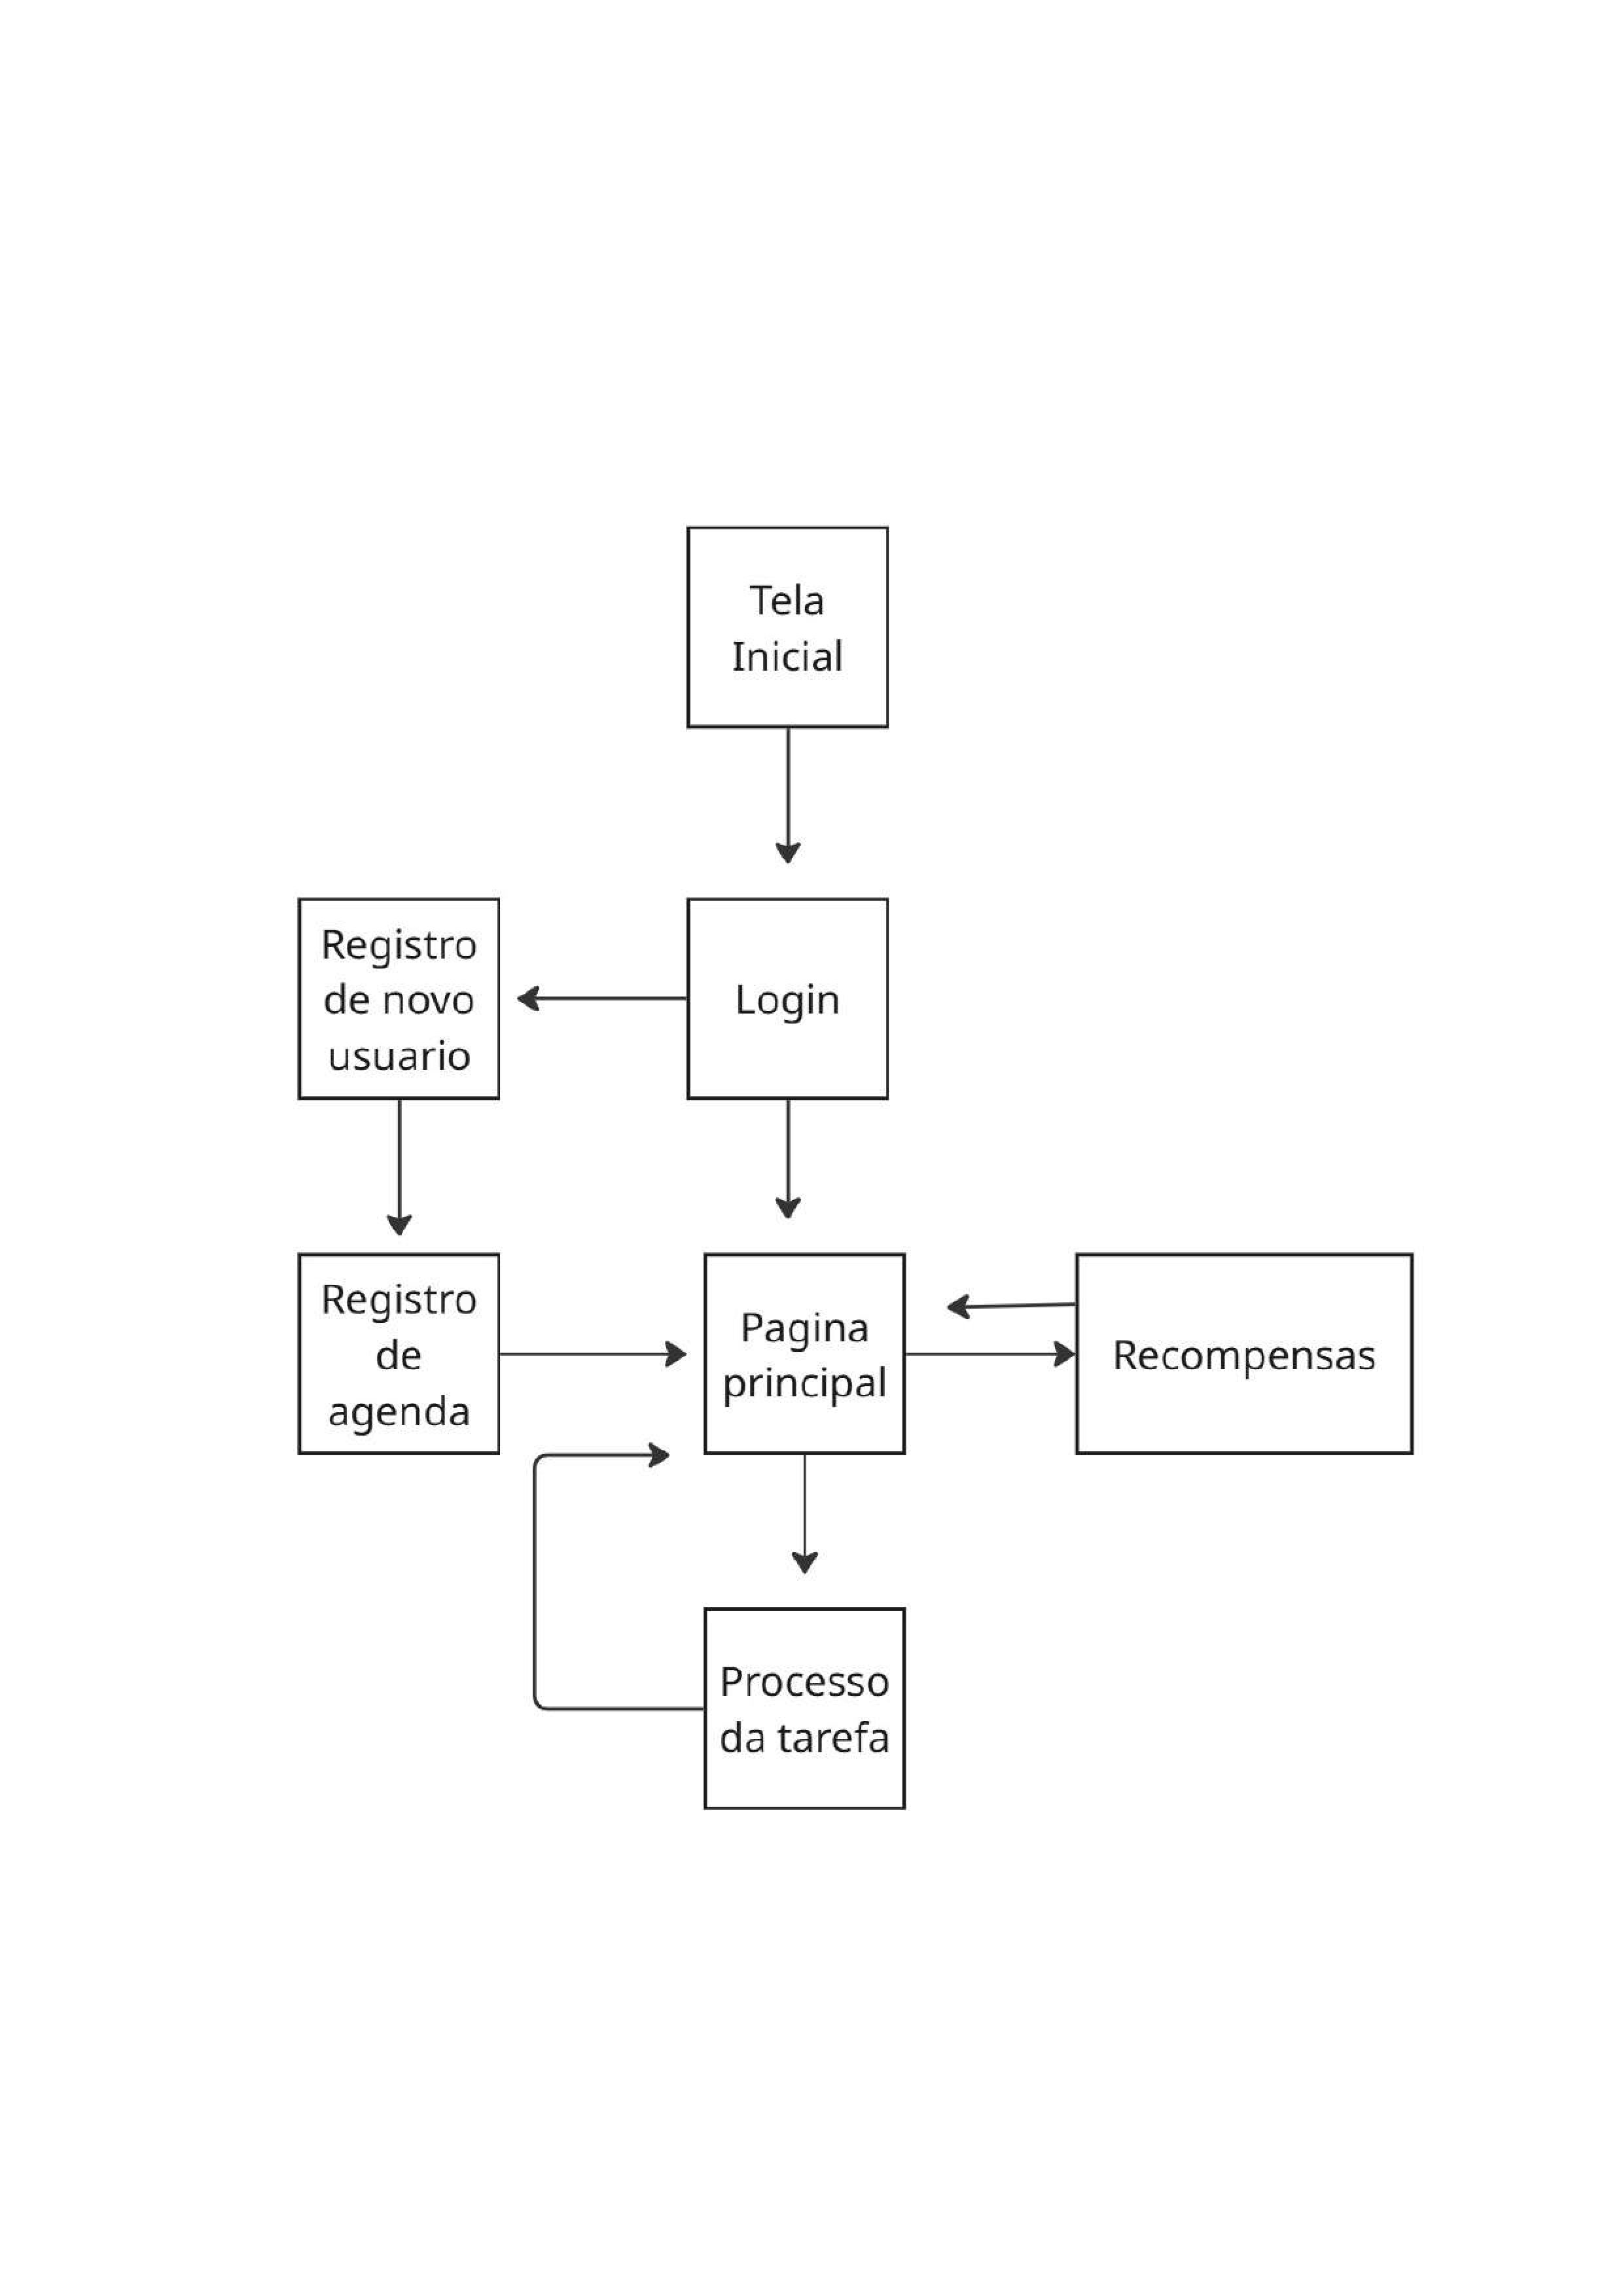 Tela
Inicial
Registro
de novo
usuario
Login
Registro
de
agenda
Pagina
principal
Recompensas
Processo
da tarefa